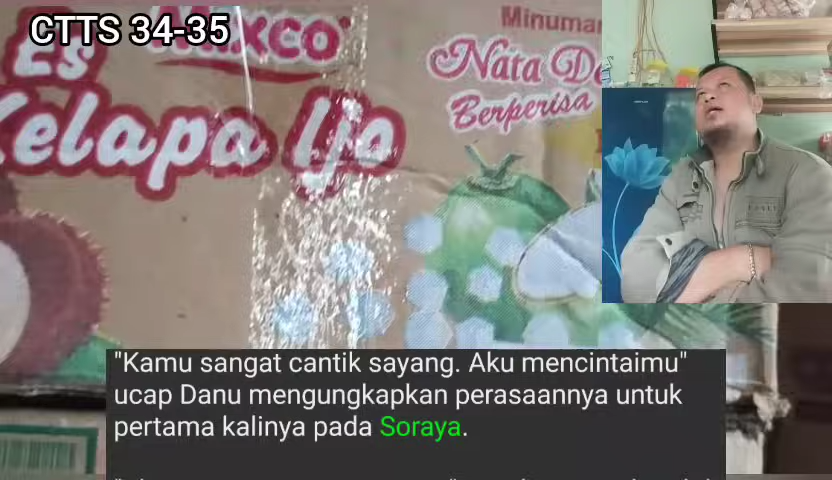 CTTS 34-35
Es
Kelapa Ijo
Minuman
Nata De
Berperisa
"Kamu sangat cantik sayang. Aku mencintaimu"
ucap Danu mengungkapkan perasaannya untuk
pertama kalinya pada Soraya.